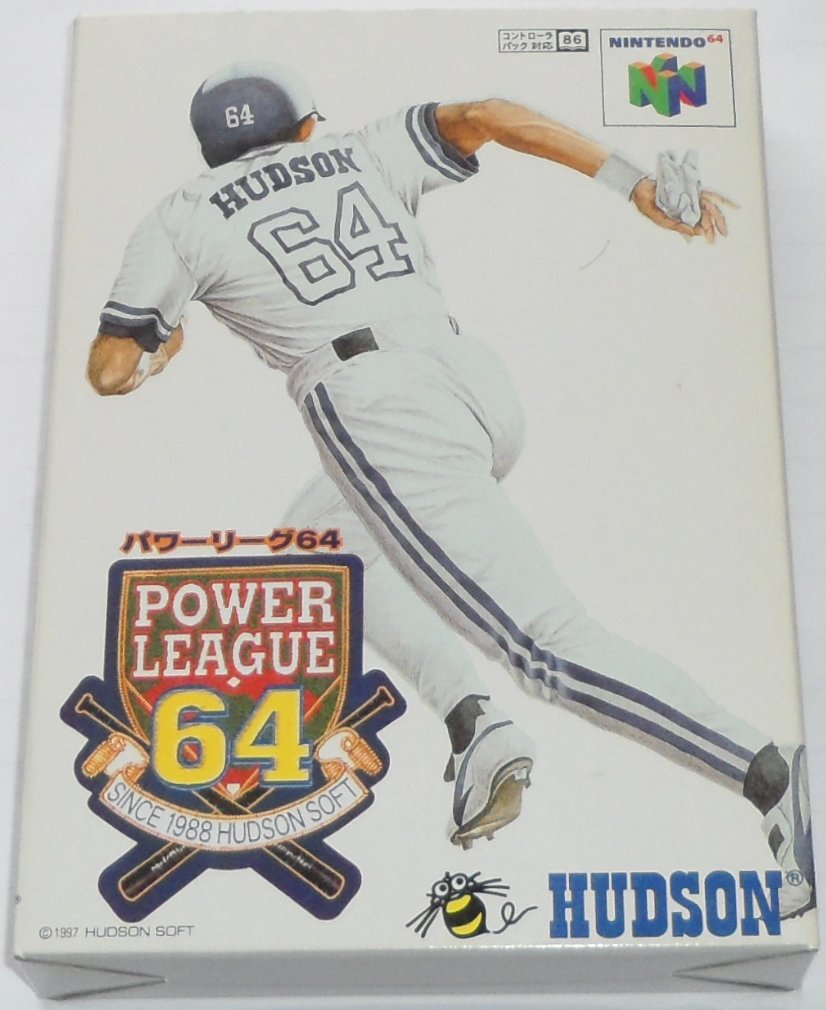 コントローラ
パック対応
86
NINTENDO64
64
HUDSON
64
パワーリーグ64
POWER
LEAGUE
64
SINCE 1988 HUDSON SOFT
HUDSON®
©1997 HUDSON SOFT